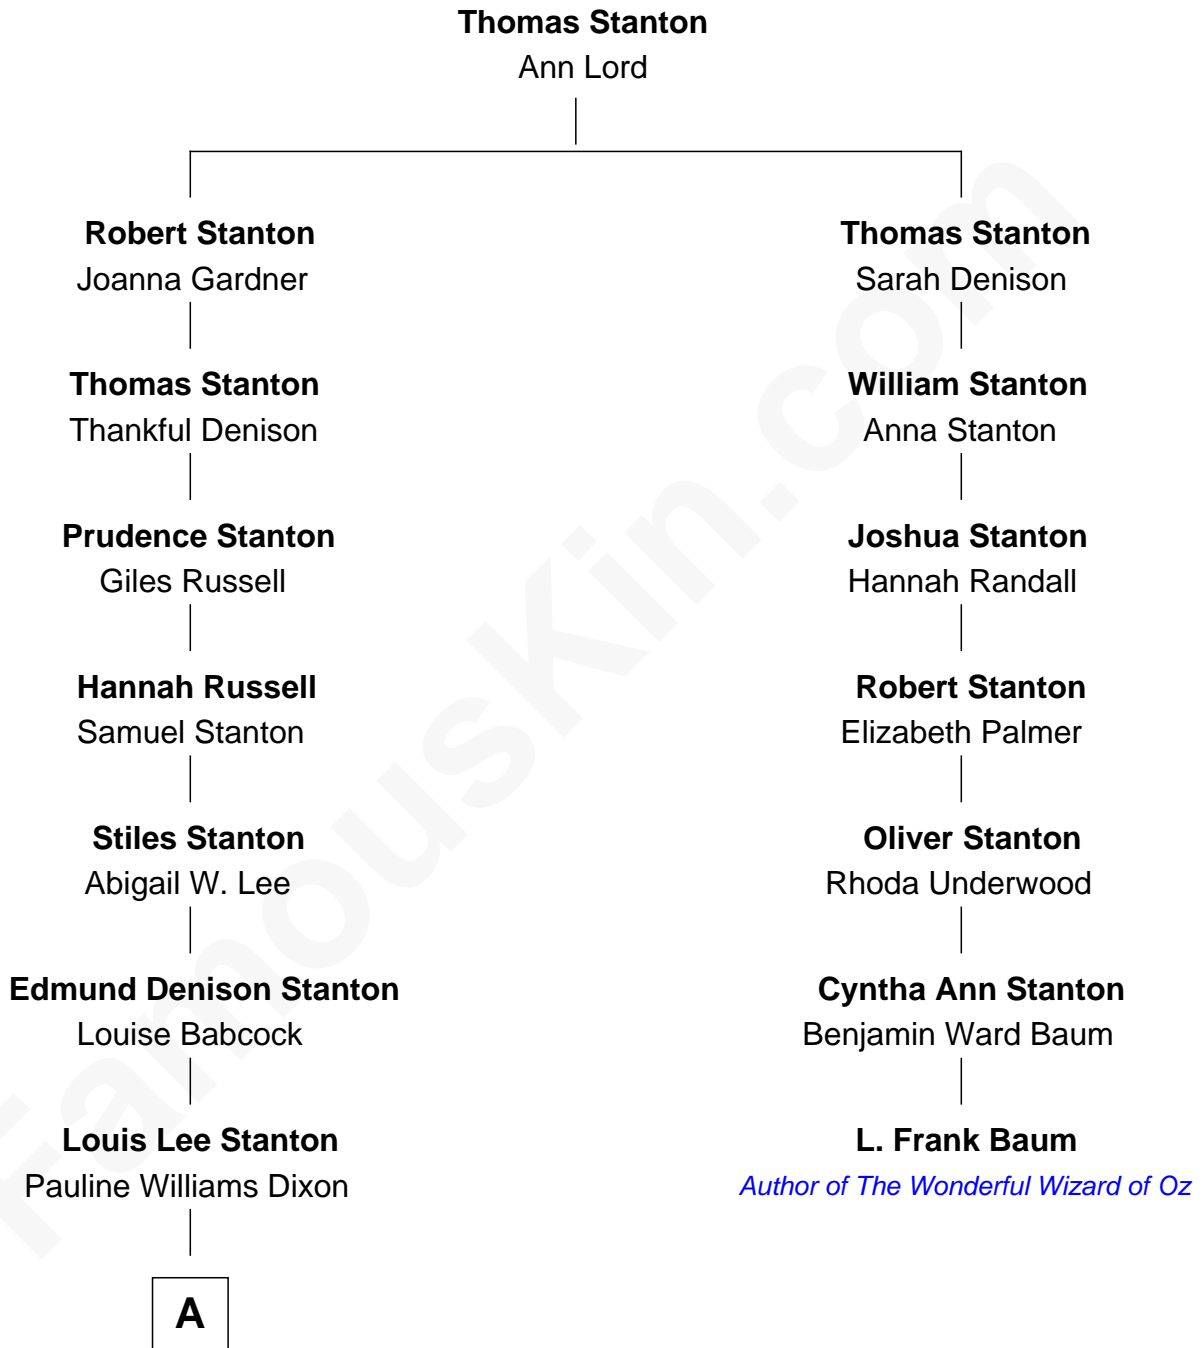 Thomas Stanton
Ann Lord
Robert Stanton
Joanna Gardner
Thomas Stanton
Sarah Denison
Thomas Stanton
Thankful Denison
William Stanton
Anna Stanton
Prudence Stanton
Giles Russell
Joshua Stanton
Hannah Randall
Hannah Russell
Samuel Stanton
Robert Stanton
Elizabeth Palmer
Stiles Stanton
Abigail W. Lee
Oliver Stanton
Rhoda Underwood
Edmund Denison Stanton
Louise Babcock
Cyntha Ann Stanton
Benjamin Ward Baum
Louis Lee Stanton
Pauline Williams Dixon
L. Frank Baum
Author of The Wonderful Wizard of Oz
A
FamousKin.com